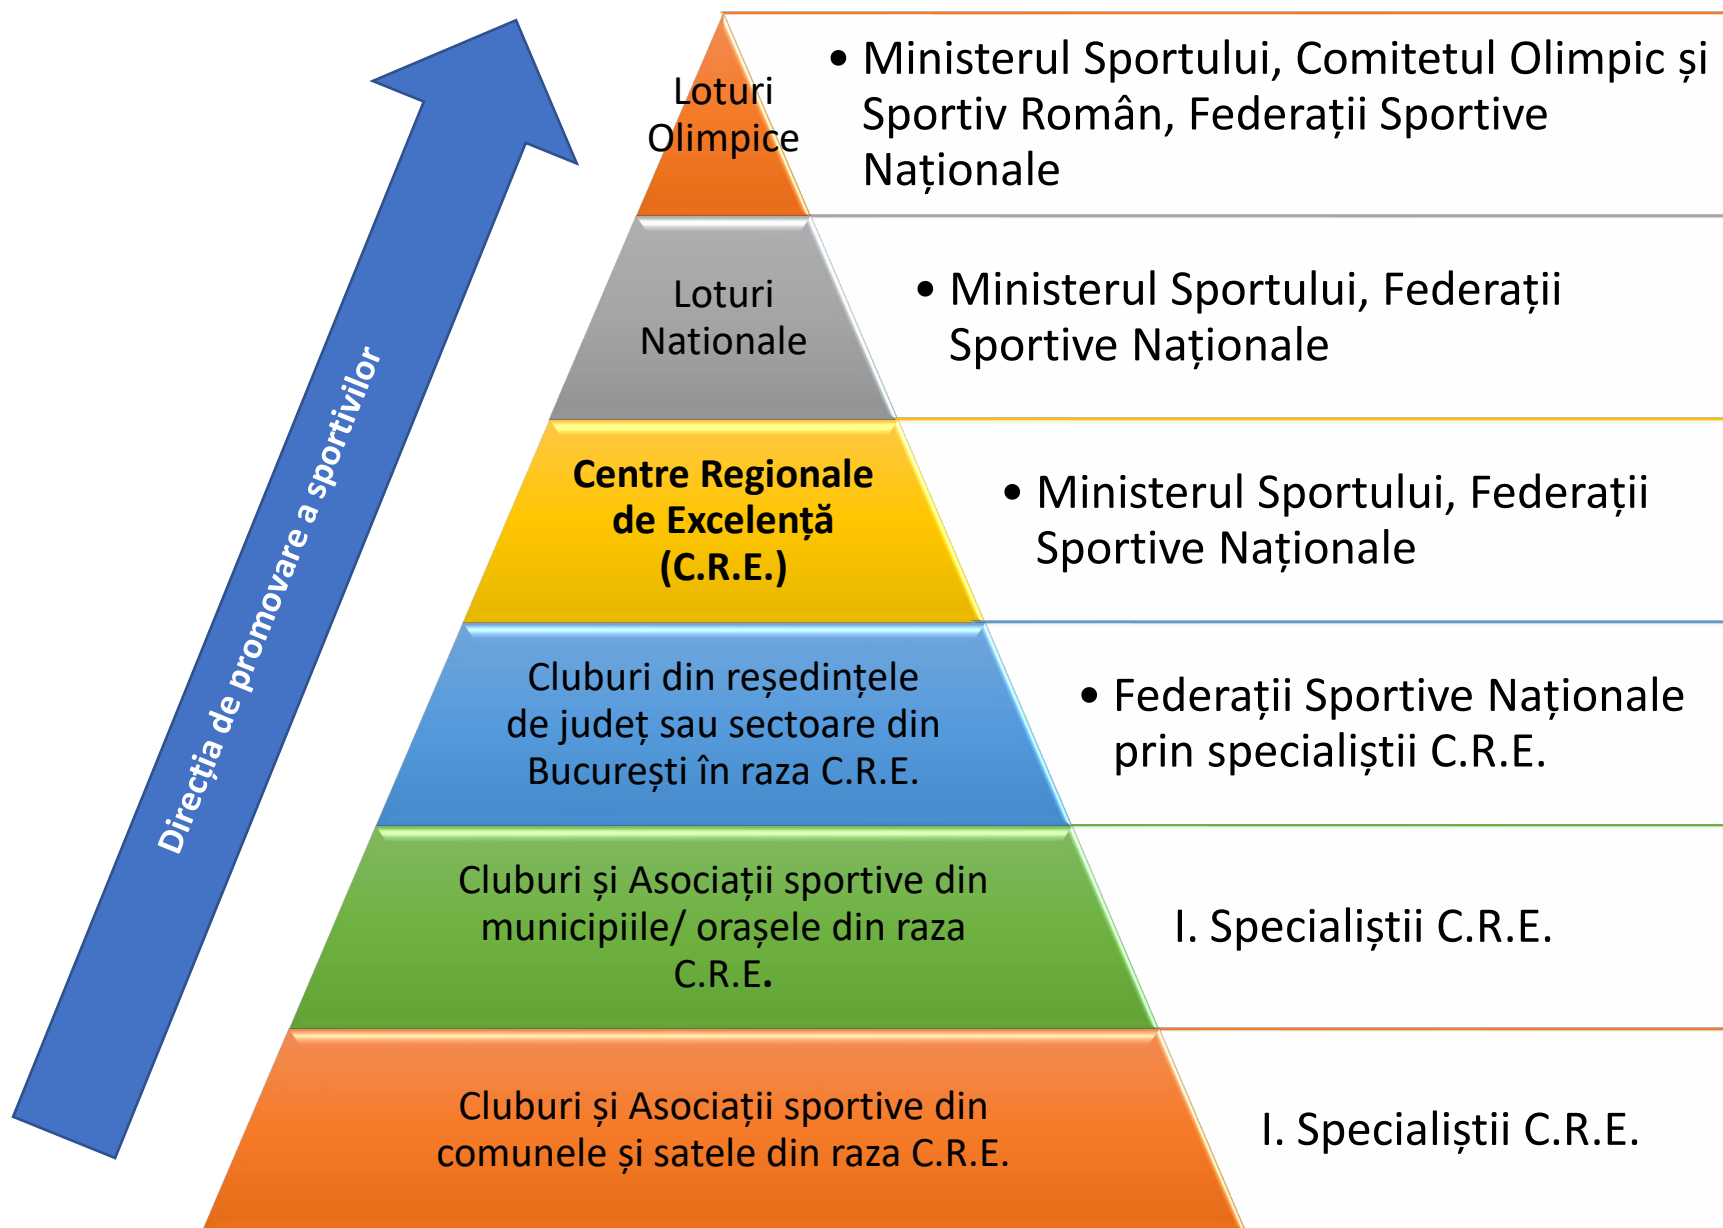 Loturi
Olimpice
• Ministerul Sportului, Comitetul Olimpic și
Sportiv Român, Federații Sportive
Naționale
Loturi
Nationale
• Ministerul Sportului, Federații
Sportive Naționale
Centre Regionale
de Excelență
(C.R.E.)
• Ministerul Sportului, Federații
Sportive Naționale
Cluburi din reședințele
de județ sau sectoare din
București în raza C.R.E.
• Federații Sportive Naționale
prin specialiștii C.R.E.
Cluburi și Asociații sportive din
municipiile/ orașele din raza
C.R.E.
I. Specialiștii C.R.E.
Cluburi și Asociații sportive din
comunele și satele din raza C.R.E.
I. Specialiștii C.R.E.
Direcția de promovare a sportivilor